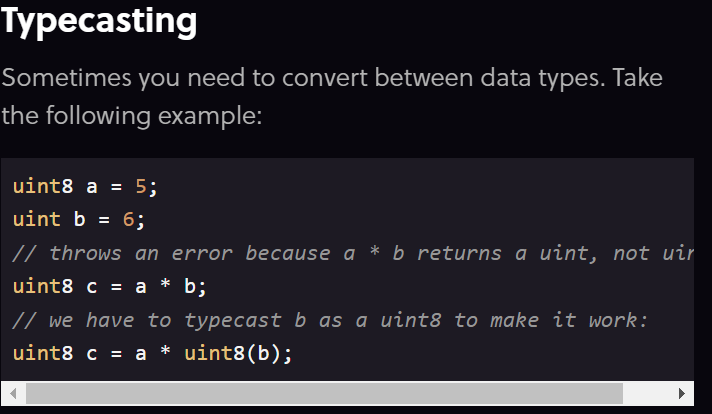 Typecasting
Sometimes you need to convert between data types. Take
the following example:
uint8 a = 5;
uint b = 6;
// throws an error because a * b returns a uint, not
uint8 c = a * b;
// we have to typecast b as a uint8 to make it work:
uint8 c = a * uint8(b);